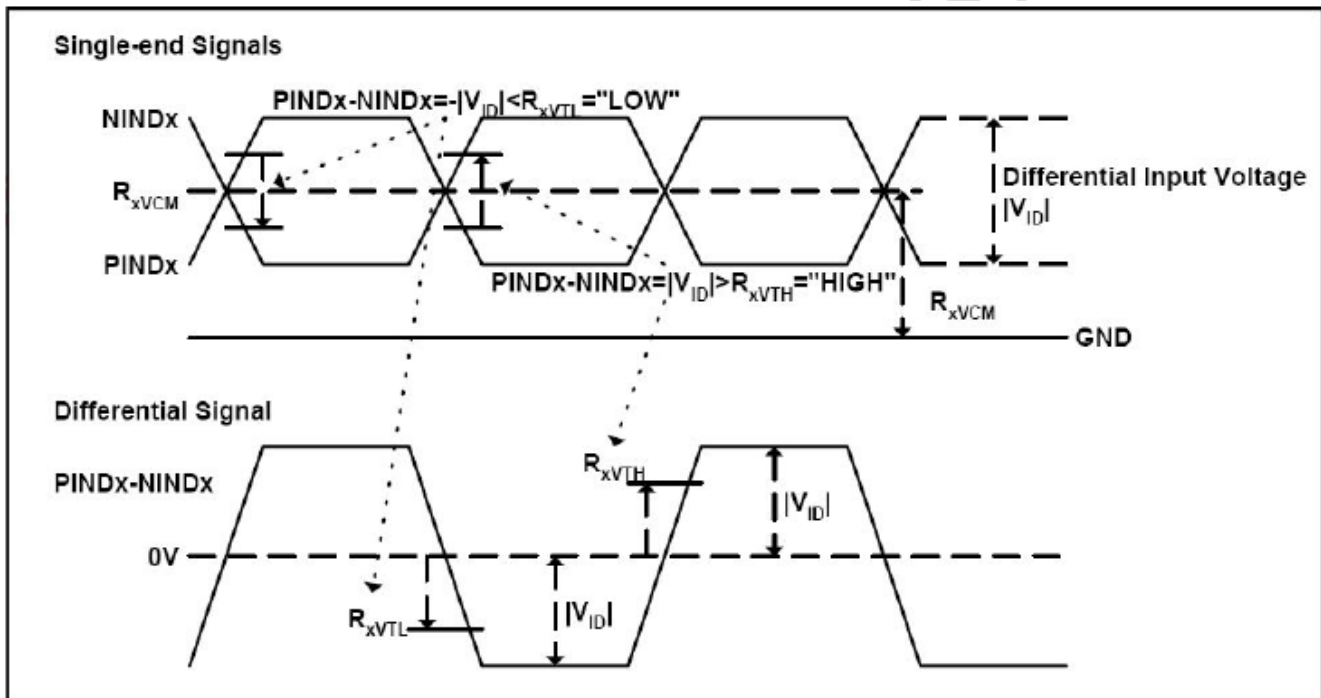 Single-end Signals
PINDx-NINDx=-|VID|<RxVTL="LOW"
NINDx
RxVCM
PINDx
Differential Input Voltage
|VID|
PINDx-NINDx=|VID|>RxVTH="HIGH"
RxVCM
GND
Differential Signal
PINDx-NINDx
RxVTH
|VID|
0V
RxVTL
|VID|